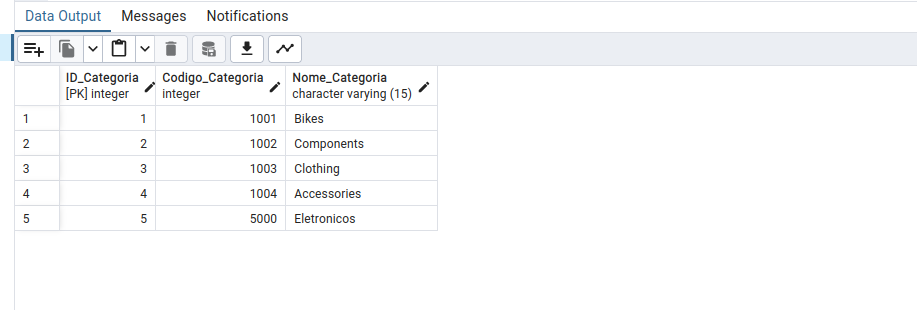 Data Output Messages Notifications
ID_Categoria Codigo_Categoria Nome_Categoria
[PK] integer integer character varying (15)
1 1 1001 Bikes
2 2 1002 Components
3 3 1003 Clothing
4 4 1004 Accessories
5 5 5000 Eletronicos